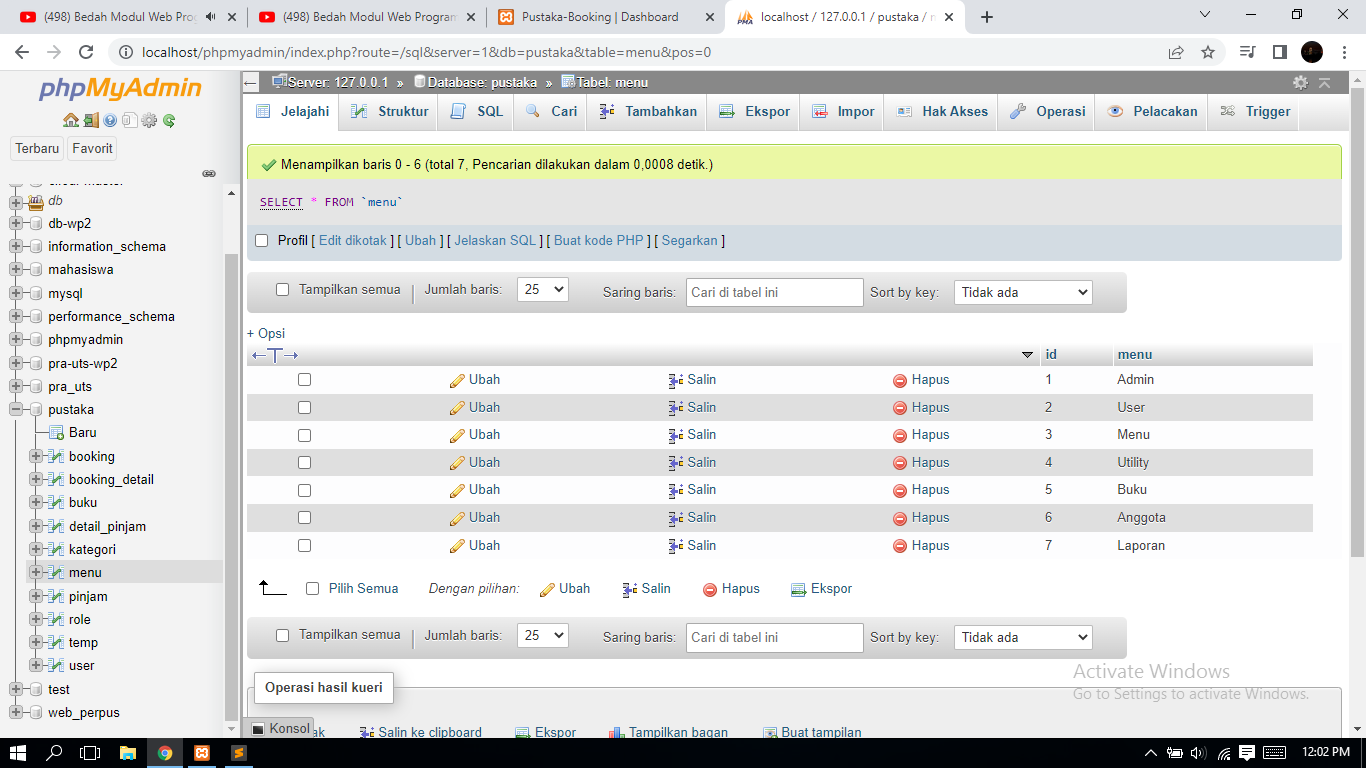 (498) Bedah Modul Web Prog
(498) Bedah Modul Web Program
Pustaka-Booking | Dashboard
localhost / 127.0.0.1 / pustaka / m
localhost/phpmyadmin/index.php?route=/sql&server=1&db=pustaka&table=menu&pos=0
phpMyAdmin
Terbaru Favorit
db
db-wp2
information_schema
mahasiswa
mysql
performance_schema
phpmyadmin
pra-uts-wp2
pra_uts
pustaka
Baru
booking
booking_detail
buku
detail_pinjam
kategori
menu
pinjam
role
temp
user
test
web_perpus
Server: 127.0.0.1 » Database: pustaka » Tabel: menu
Jelajahi Struktur SQL Cari Tambahkan Ekspor Impor Hak Akses Operasi Pelacakan Trigger
Menampilkan baris 0 - 6 (total 7, Pencarian dilakukan dalam 0,0008 detik.)
SELECT * FROM `menu`
Profil [ Edit dikotak ] [ Ubah ] [ Jelaskan SQL ] [ Buat kode PHP ] [ Segarkan ]
Tampilkan semua | Jumlah baris: 25 Saring baris: Cari di tabel ini Sort by key: Tidak ada
+ Opsi
←T→ id menu
Ubah Salin Hapus 1 Admin
Ubah Salin Hapus 2 User
Ubah Salin Hapus 3 Menu
Ubah Salin Hapus 4 Utility
Ubah Salin Hapus 5 Buku
Ubah Salin Hapus 6 Anggota
Ubah Salin Hapus 7 Laporan
Pilih Semua Dengan pilihan: Ubah Salin Hapus Ekspor
Tampilkan semua | Jumlah baris: 25 Saring baris: Cari di tabel ini Sort by key: Tidak ada
Operasi hasil kueri
Konsol
Salin ke clipboard Ekspor Tampilkan bagan Buat tampilan
Activate Windows
Go to Settings to activate Windows.
12:02 PM